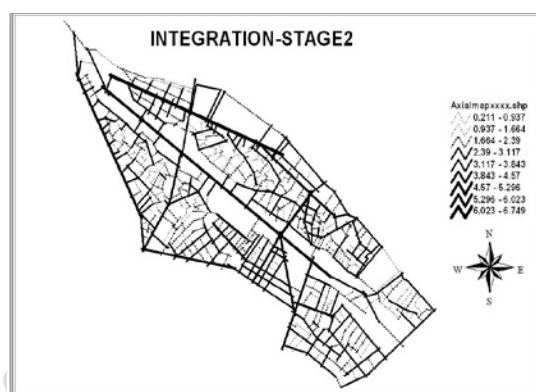 INTEGRATION-STAGE2
Axialmapxxxx.shp
0.211 - 0.937
0.937 - 1.664
1.664 - 2.39
2.39 - 3.117
3.117 - 3.843
3.843 - 4.57
4.57 - 5.296
5.296 - 6.023
6.023 - 6.749
N
W E
S